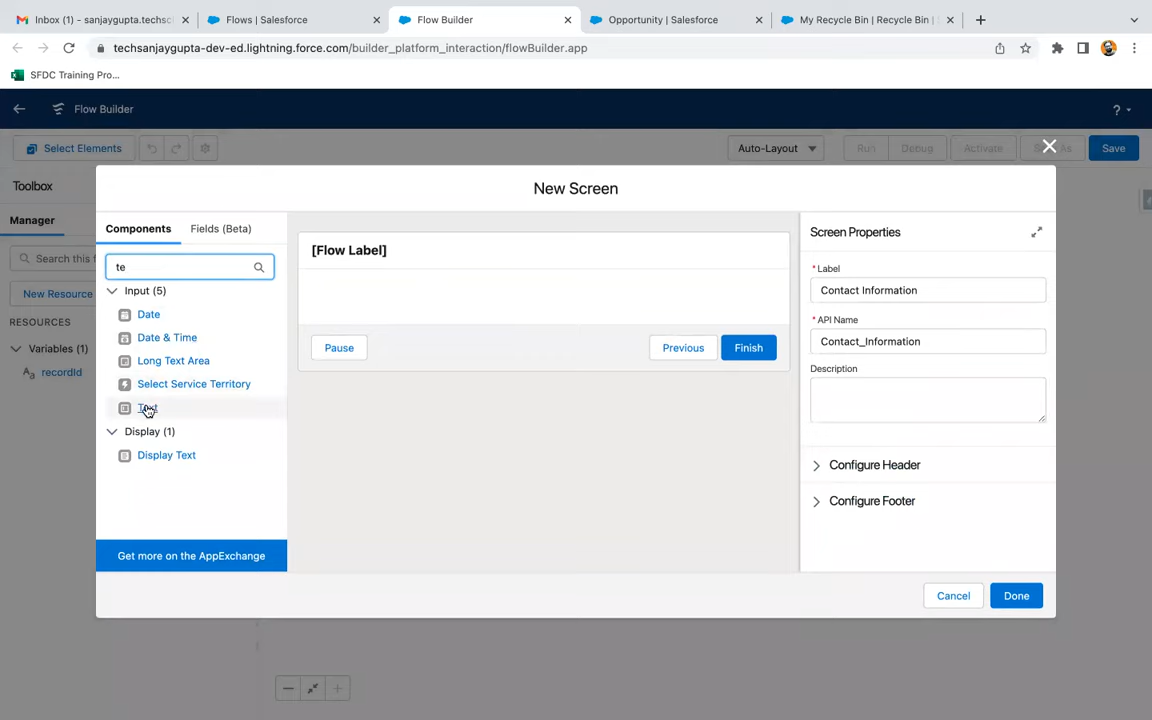 Inbox (1) - sanjaygupta.techsc
Flows | Salesforce
Flow Builder
Opportunity | Salesforce
My Recycle Bin | Recycle Bin |
techsanjaygupta-dev-ed.lightning.force.com/builder_platform_interaction/flowBuilder.app
SFDC Training Pro...
Flow Builder
?
Select Elements
Auto-Layout
Run
Debug
Activate
Save
Toolbox
Manager
Search this f
New Resource
RESOURCES
Variables (1)
recordId
New Screen
Components
Fields (Beta)
te
Input (5)
Date
Date & Time
Long Text Area
Select Service Territory
Text
Display (1)
Display Text
Get more on the AppExchange
[Flow Label]
Pause
Previous
Finish
Screen Properties
* Label
Contact Information
* API Name
Contact_Information
Description
Configure Header
Configure Footer
Cancel
Done